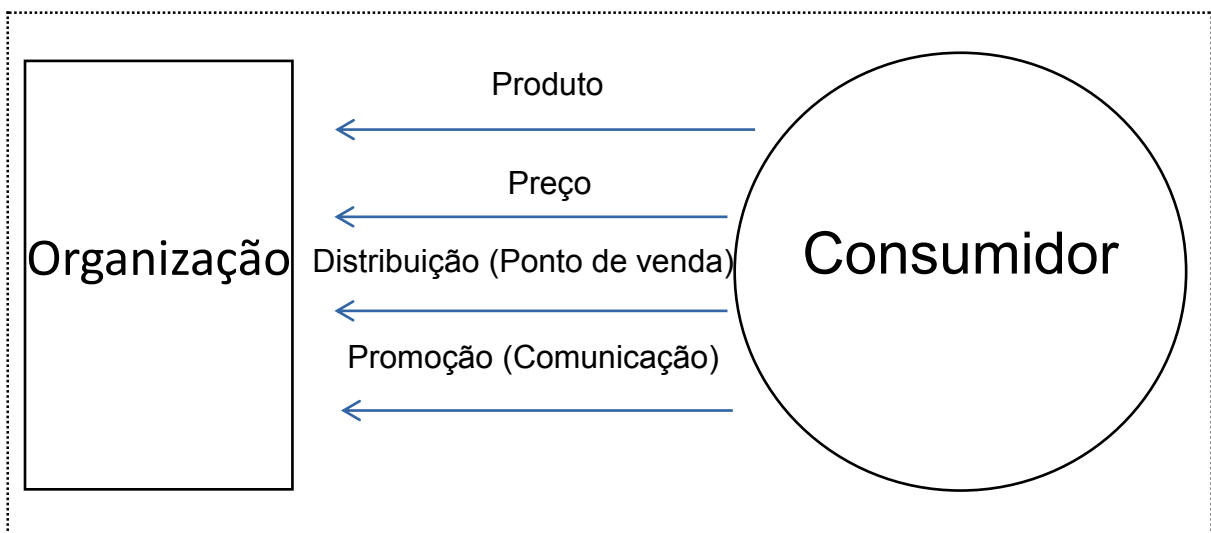 Produto
Preço
Organização
Distribuição (Ponto de venda)
Consumidor
Promoção (Comunicação)